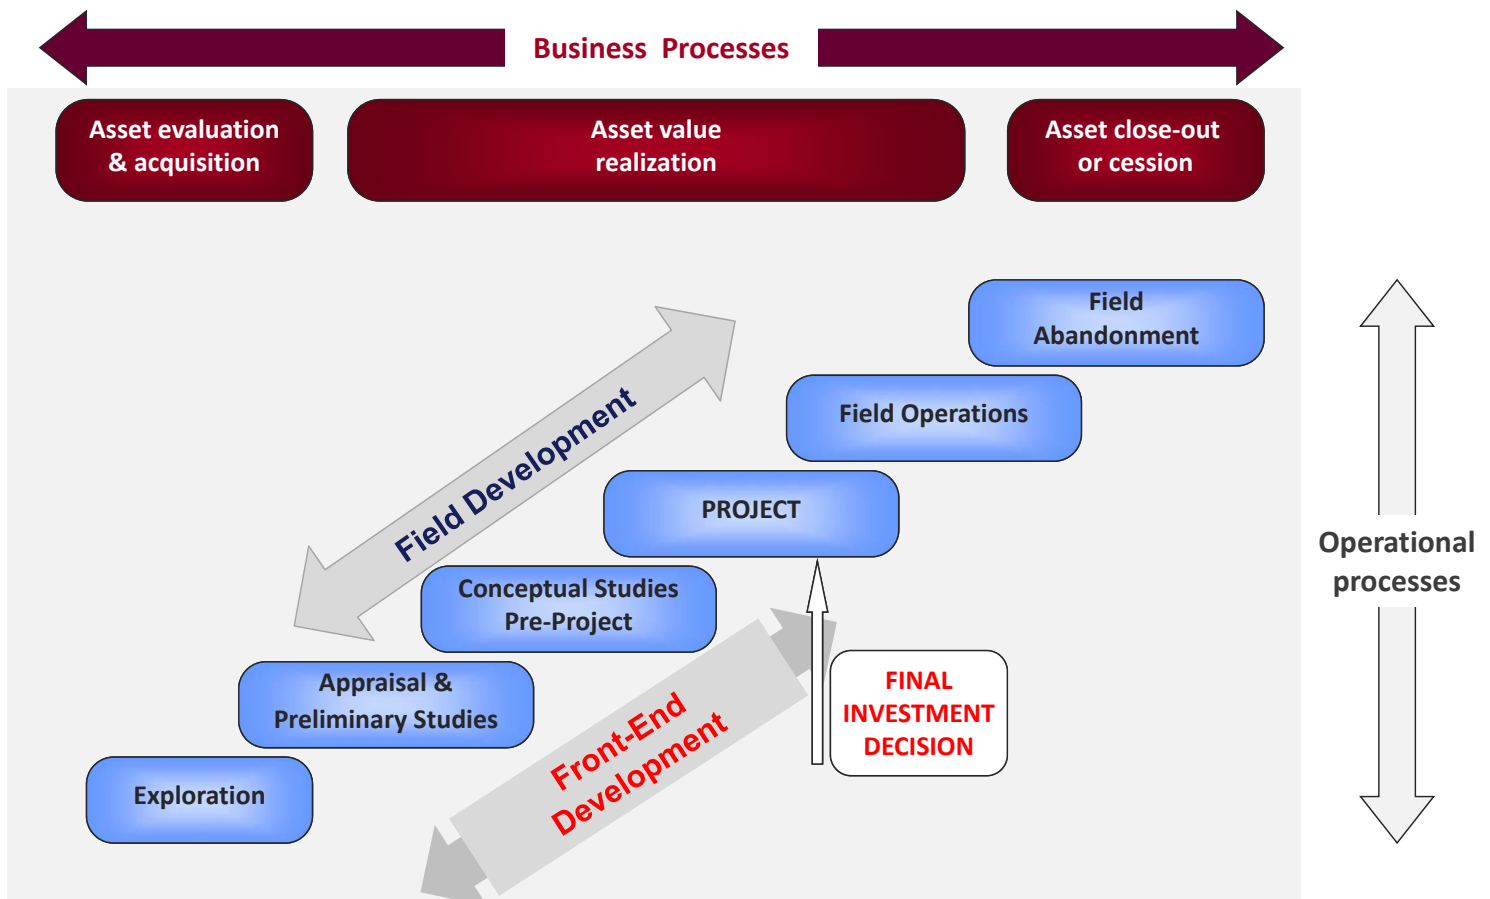 Business Processes
Asset evaluation
& acquisition
Asset value
realization
Asset close-out
or cession
Field
Abandonment
Field Operations
Field Development
PROJECT
Operational
processes
Conceptual Studies
Pre-Project
Appraisal &
Preliminary Studies
FINAL
INVESTMENT
DECISION
Front-End
Development
Exploration